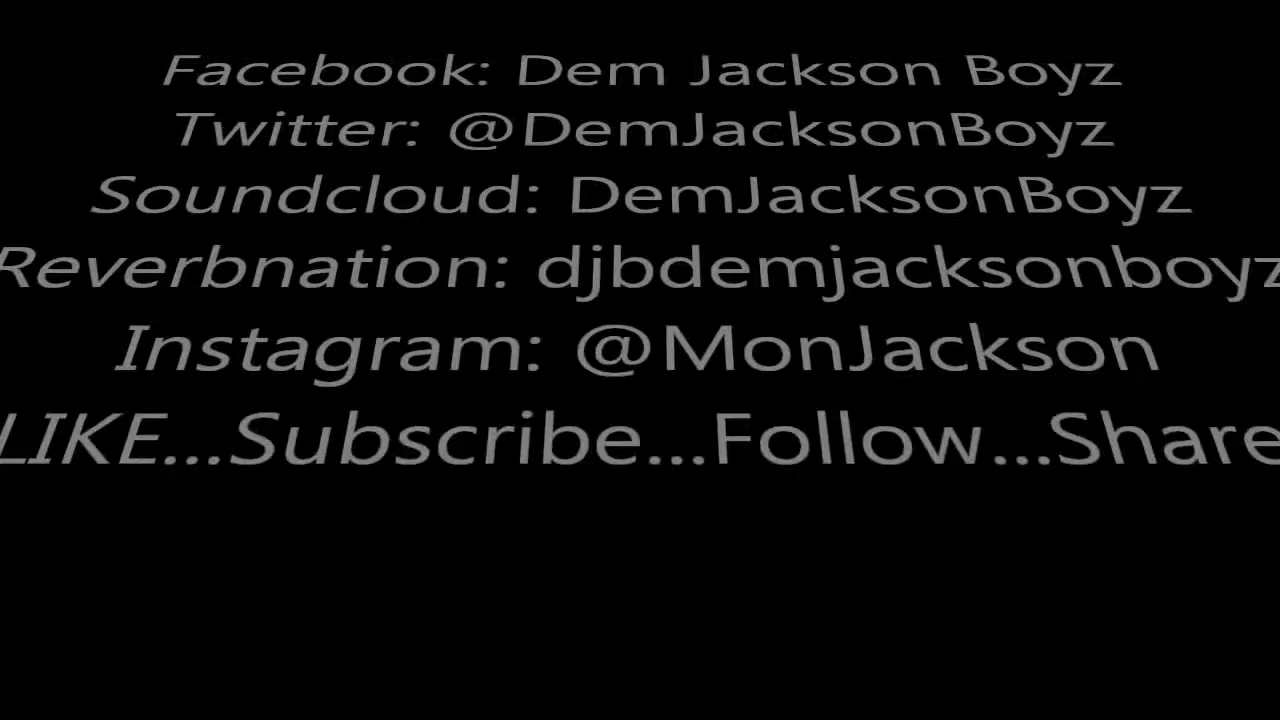 Facebook: Dem Jackson Boyz
Twitter: @DemJacksonBoyz
Soundcloud: DemJacksonBoyz
Reverbnation: djbdemjacksonboyz
Instagram: @MonJackson
LIKE...Subscribe...Follow...Share